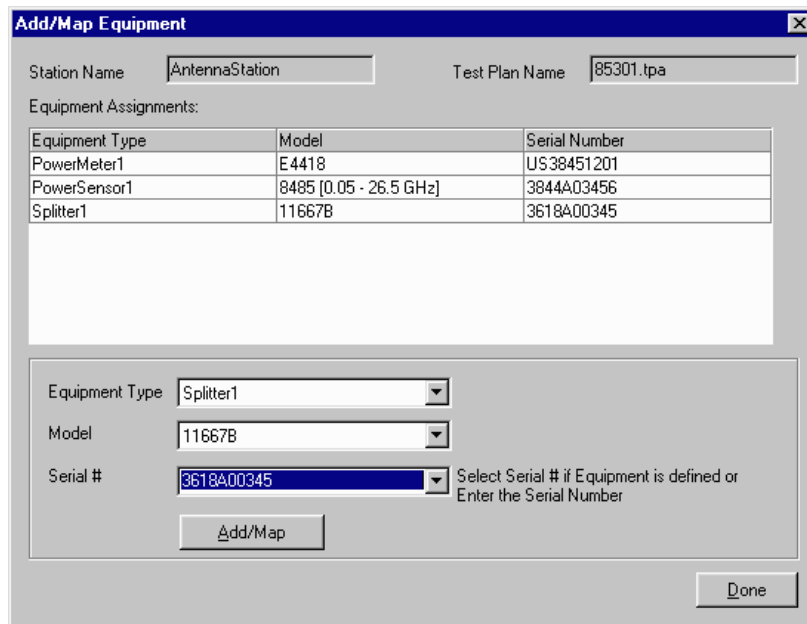 Add/Map Equipment
Station Name AntennaStation Test Plan Name 85301.tpa
Equipment Assignments:
Equipment Type Model Serial Number
PowerMeter1 E4418 US38451201
PowerSensor1 8485 [0.05 - 26.5 GHz] 3844A03456
Splitter1 11667B 3618A00345
Equipment Type Splitter1
Model 11667B
Serial # 3618A00345 Select Serial # if Equipment is defined or
Enter the Serial Number
Add/Map
Done